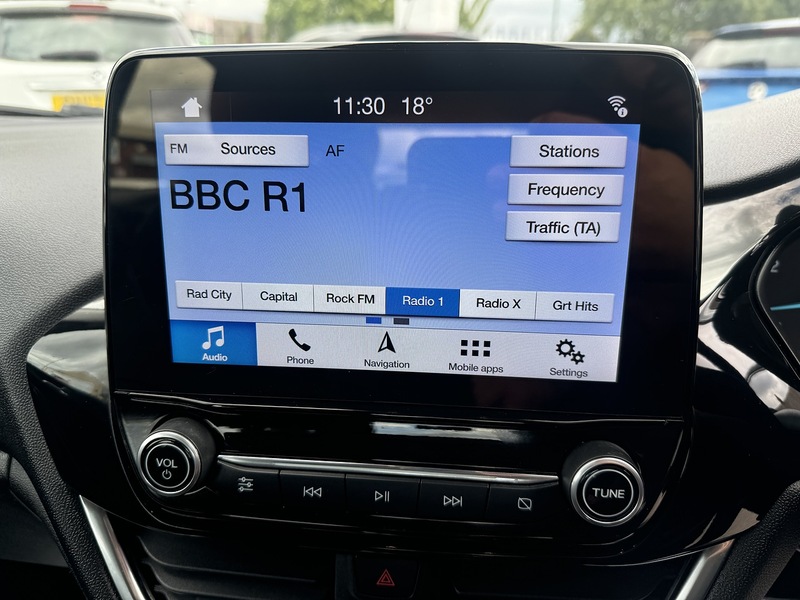 11:30 18°
FM Sources AF Stations
BBC R1
Frequency
Traffic (TA)
Rad City Capital Rock FM Radio 1 Radio X Grt Hits
Audio Phone Navigation Mobile apps Settings
VOL TUNE
2